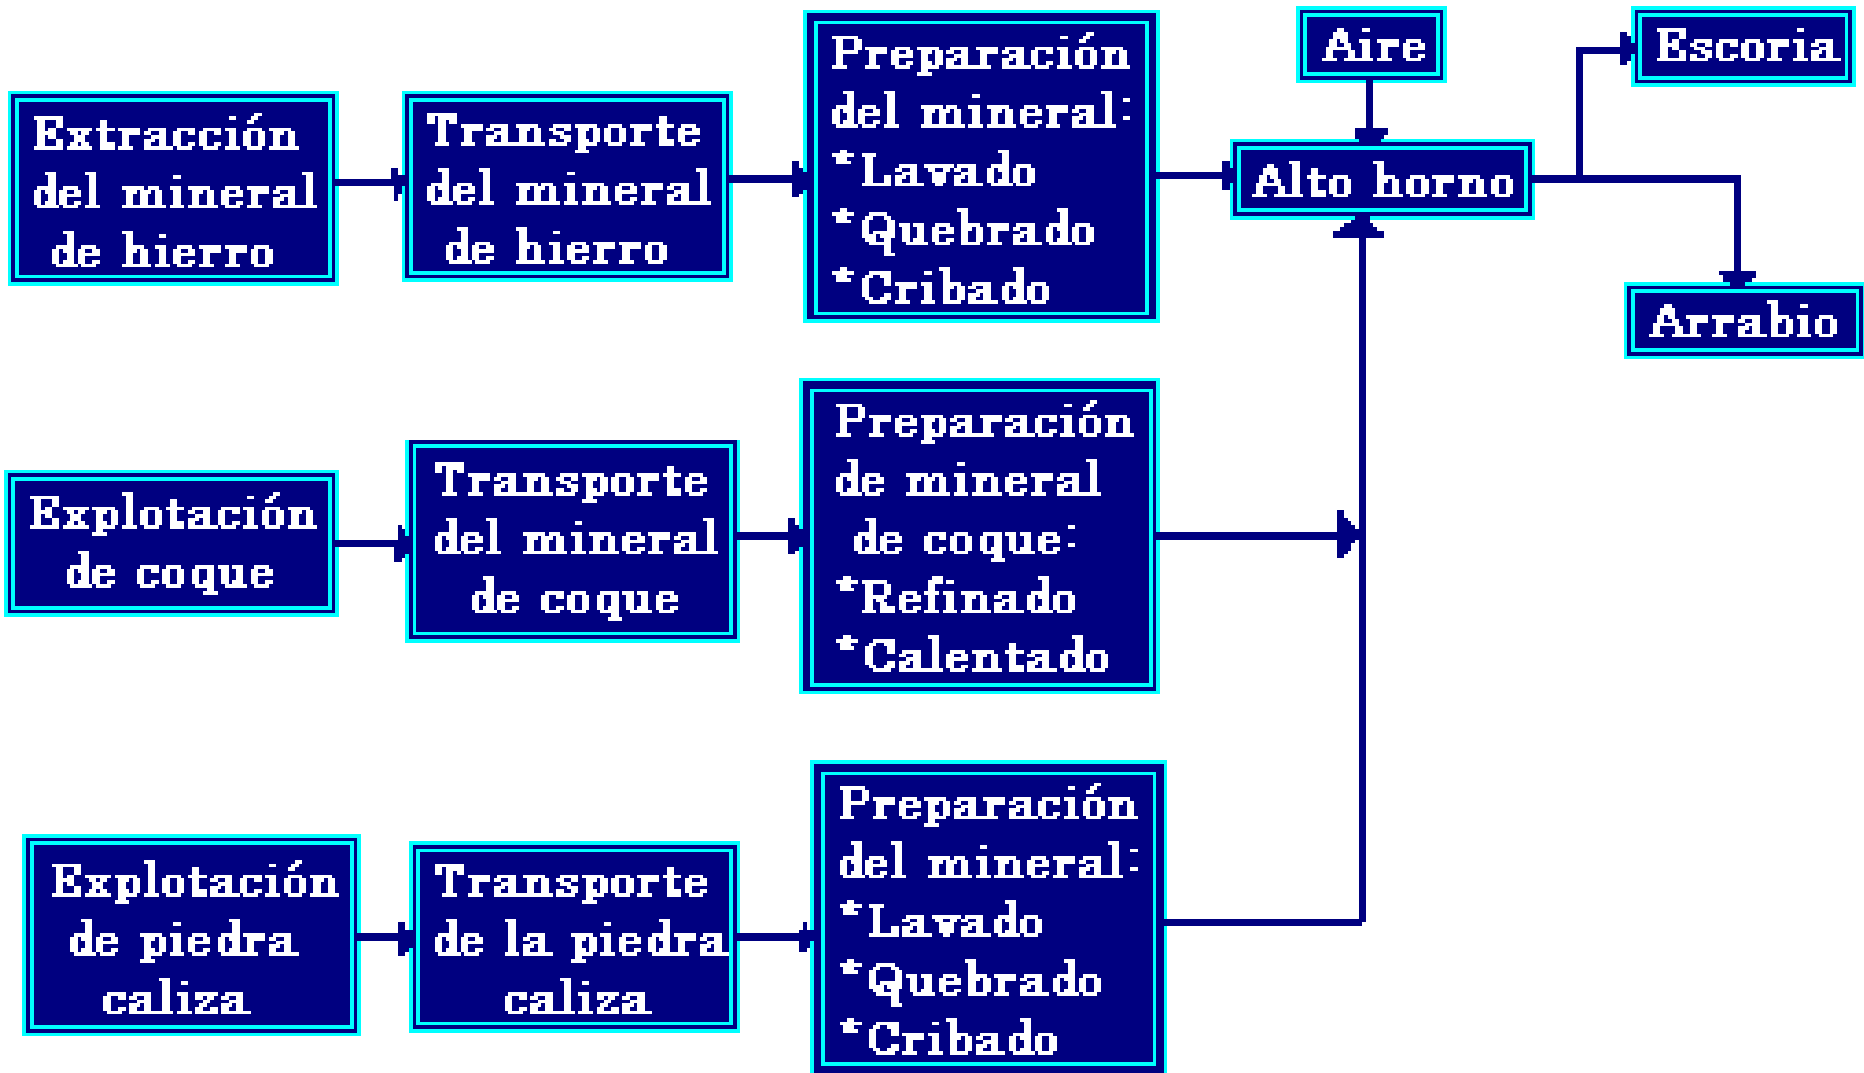 Extracción
del mineral
de hierro
Transporte
del mineral
de hierro
Preparación
del mineral:
*Lavado
*Quebrado
*Cribado
Aire
Alto horno
Escoria
Arrabio
Explotación
de coque
Transporte
del mineral
de coque
Preparación
de mineral
de coque:
*Refinado
*Calentado
Explotación
de piedra
caliza
Transporte
de la piedra
caliza
Preparación
del mineral:
*Lavado
*Quebrado
*Cribado